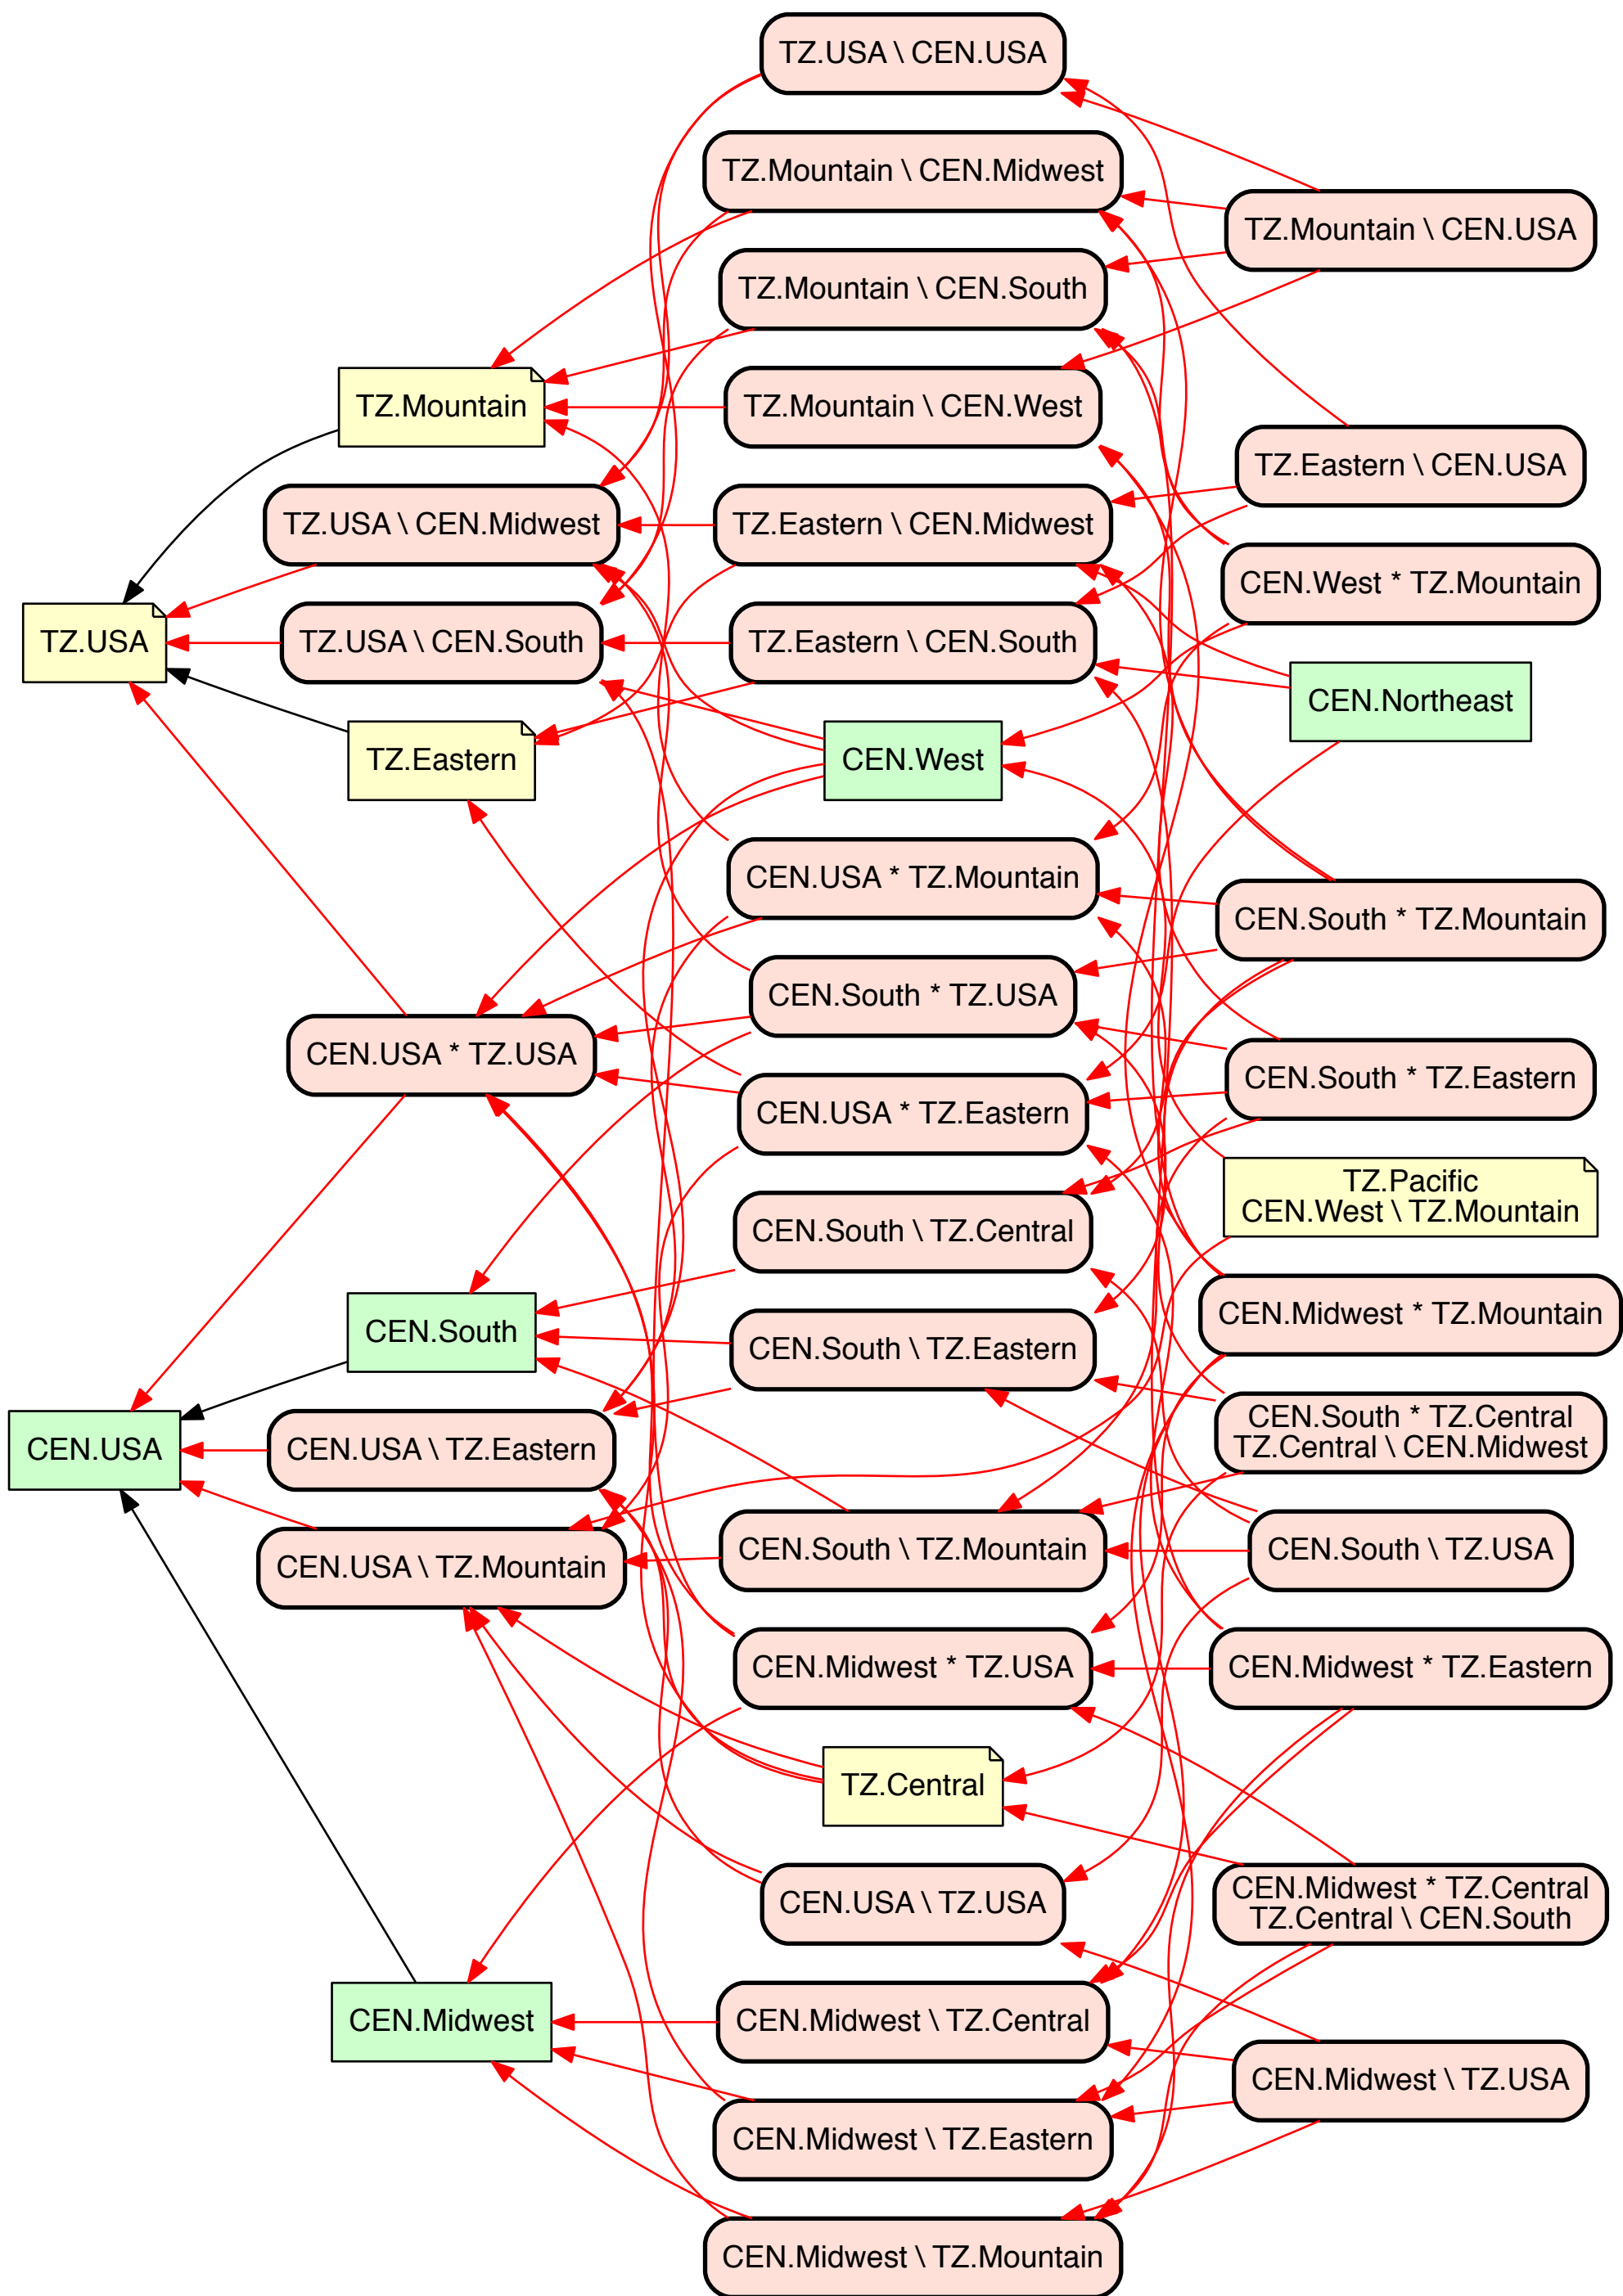 TZ.USA \ CEN.USA
TZ.Mountain \ CEN.Midwest
TZ.Mountain \ CEN.USA
TZ.Mountain \ CEN.South
TZ.Mountain
TZ.Mountain \ CEN.West
TZ.Eastern \ CEN.USA
TZ.USA \ CEN.Midwest
TZ.Eastern \ CEN.Midwest
CEN.West * TZ.Mountain
TZ.USA
TZ.USA \ CEN.South
TZ.Eastern \ CEN.South
CEN.Northeast
TZ.Eastern
CEN.West
CEN.USA * TZ.Mountain
CEN.South * TZ.Mountain
CEN.South * TZ.USA
CEN.USA * TZ.USA
CEN.South * TZ.Eastern
CEN.USA * TZ.Eastern
TZ.Pacific
CEN.West \ TZ.Mountain
CEN.South \ TZ.Central
CEN.Midwest * TZ.Mountain
CEN.South
CEN.South \ TZ.Eastern
CEN.South * TZ.Central
TZ.Central \ CEN.Midwest
CEN.USA
CEN.USA \ TZ.Eastern
CEN.South \ TZ.Mountain
CEN.South \ TZ.USA
CEN.USA \ TZ.Mountain
CEN.Midwest * TZ.USA
CEN.Midwest * TZ.Eastern
TZ.Central
CEN.Midwest * TZ.Central
TZ.Central \ CEN.South
CEN.USA \ TZ.USA
CEN.Midwest
CEN.Midwest \ TZ.Central
CEN.Midwest \ TZ.USA
CEN.Midwest \ TZ.Eastern
CEN.Midwest \ TZ.Mountain